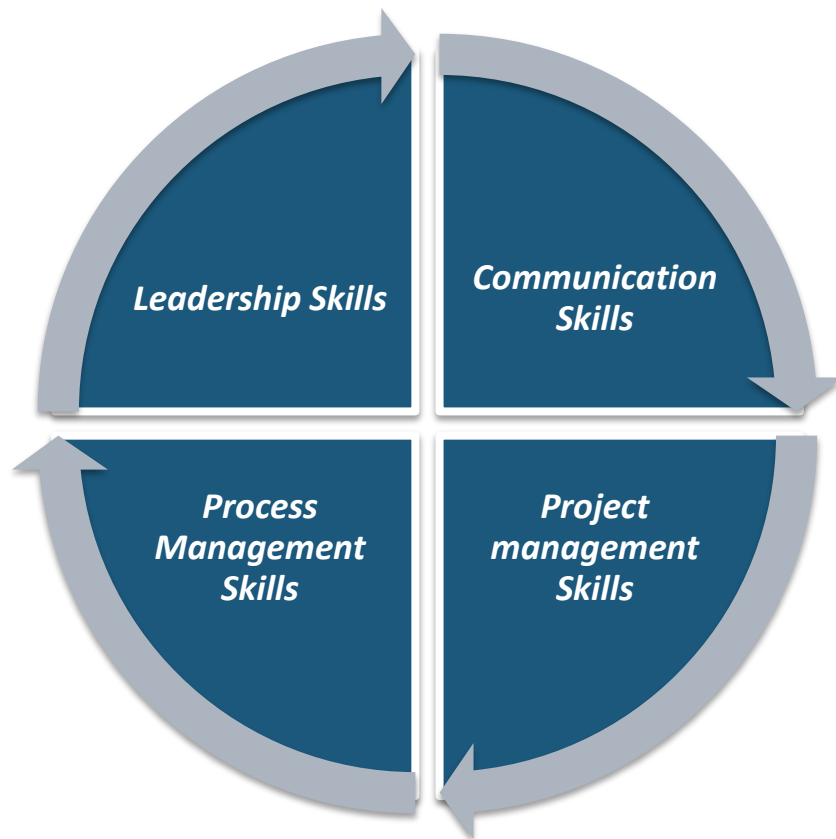 Leadership Skills
Communication
Skills
Process
Management
Skills
Project
management
Skills